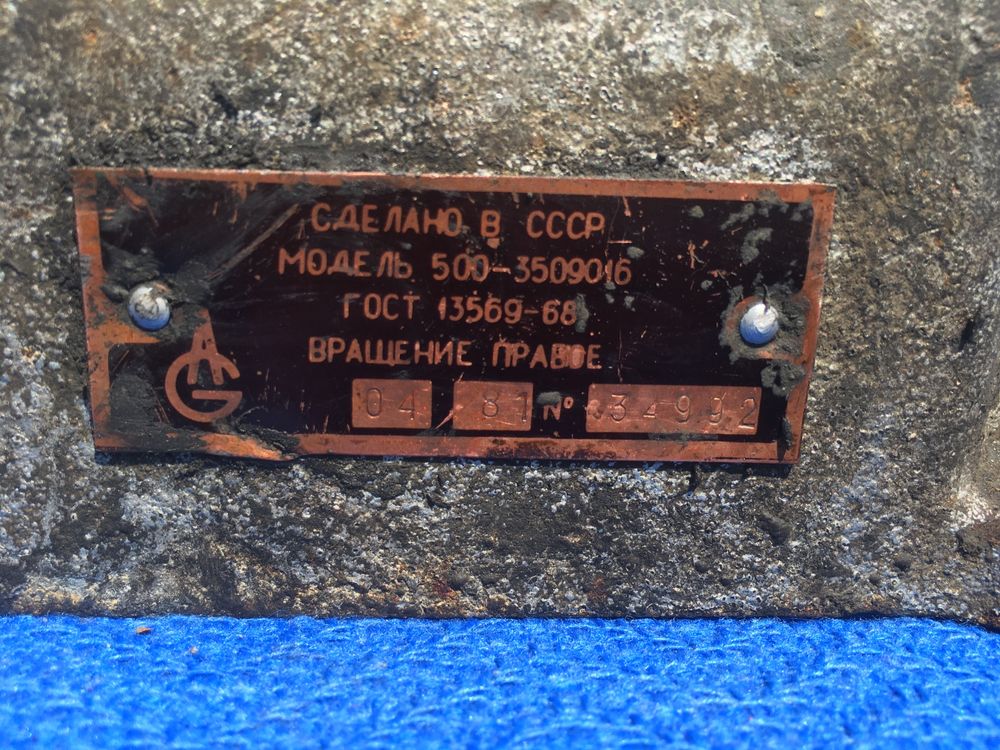 СДЕЛАНО В СССР
МОДЕЛЬ 500-3509016
ГОСТ 13569-68
ВРАЩЕНИЕ ПРАВОЕ
04 81 № 34992